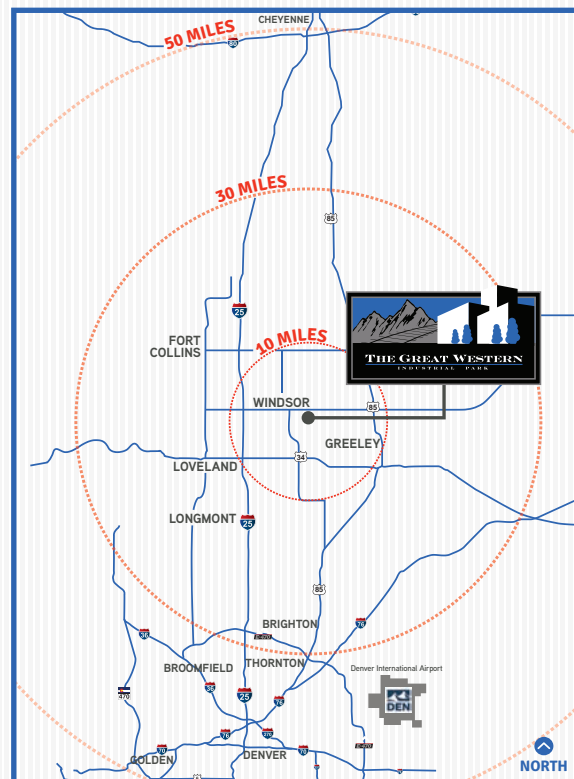 CHEYENNE
50 MILES
80
30 MILES
85
25
THE GREAT WESTERN
INDUSTRIAL PARK
FORT
COLLINS
10 MILES
WINDSOR
85
GREELEY
34
LOVELAND
LONGMONT
25
85
BRIGHTON
76
36
E-470
BROOMFIELD
THORNTON
Denver International Airport
DEN
36
470
25
76
76
270
E-470
70
70
GOLDEN
DENVER
NORTH